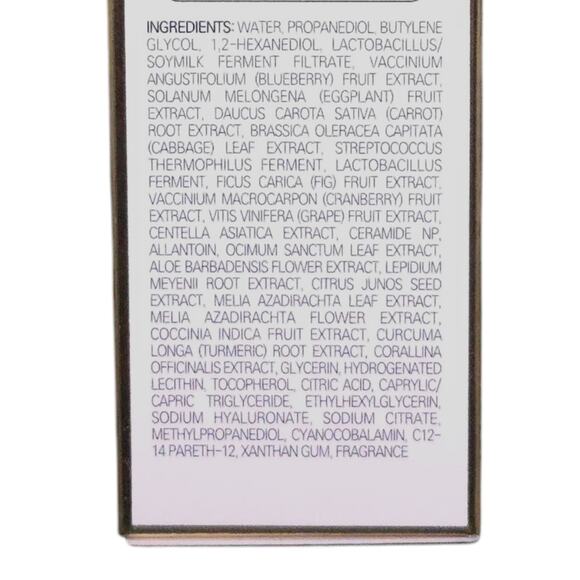 INGREDIENTS: WATER, PROPANEDIOL, BUTYLENE
GLYCOL, 1,2-HEXANEDIOL, LACTOBACILLUS/
SOYMILK FERMENT FILTRATE, VACCINIUM
ANGUSTIFOLIUM (BLUEBERRY) FRUIT EXTRACT,
SOLANUM MELONGENA (EGGPLANT) FRUIT
EXTRACT, DAUCUS CAROTA SATIVA (CARROT)
ROOT EXTRACT, BRASSICA OLERACEA CAPITATA
(CABBAGE) LEAF EXTRACT, STREPTOCOCCUS
THERMOPHILUS FERMENT, LACTOBACILLUS
FERMENT, FICUS CARICA (FIG) FRUIT EXTRACT,
VACCINIUM MACROCARPON (CRANBERRY) FRUIT
EXTRACT, VITIS VINIFERA (GRAPE) FRUIT EXTRACT,
CENTELLA ASIATICA EXTRACT, CERAMIDE NP,
ALLANTOIN, OCIMUM SANCTUM LEAF EXTRACT,
ALOE BARBADENSIS FLOWER EXTRACT, LEPIDIUM
MEYENII ROOT EXTRACT, CITRUS JUNOS SEED
EXTRACT, MELIA AZADIRACHTA LEAF EXTRACT,
MELIA AZADIRACHTA FLOWER EXTRACT,
COCCINIA INDICA FRUIT EXTRACT, CURCUMA
LONGA (TURMERIC) ROOT EXTRACT, CORALLINA
OFFICINALIS EXTRACT, GLYCERIN, HYDROGENATED
LECITHIN, TOCOPHEROL, CITRIC ACID, CAPRYLIC/
CAPRIC TRIGLYCERIDE, ETHYLHEXYLGLYCERIN,
SODIUM HYALURONATE, SODIUM CITRATE,
METHYLPROPANEDIOL, CYANOCOBALAMIN, C12-
14 PARETH-12, XANTHAN GUM, FRAGRANCE